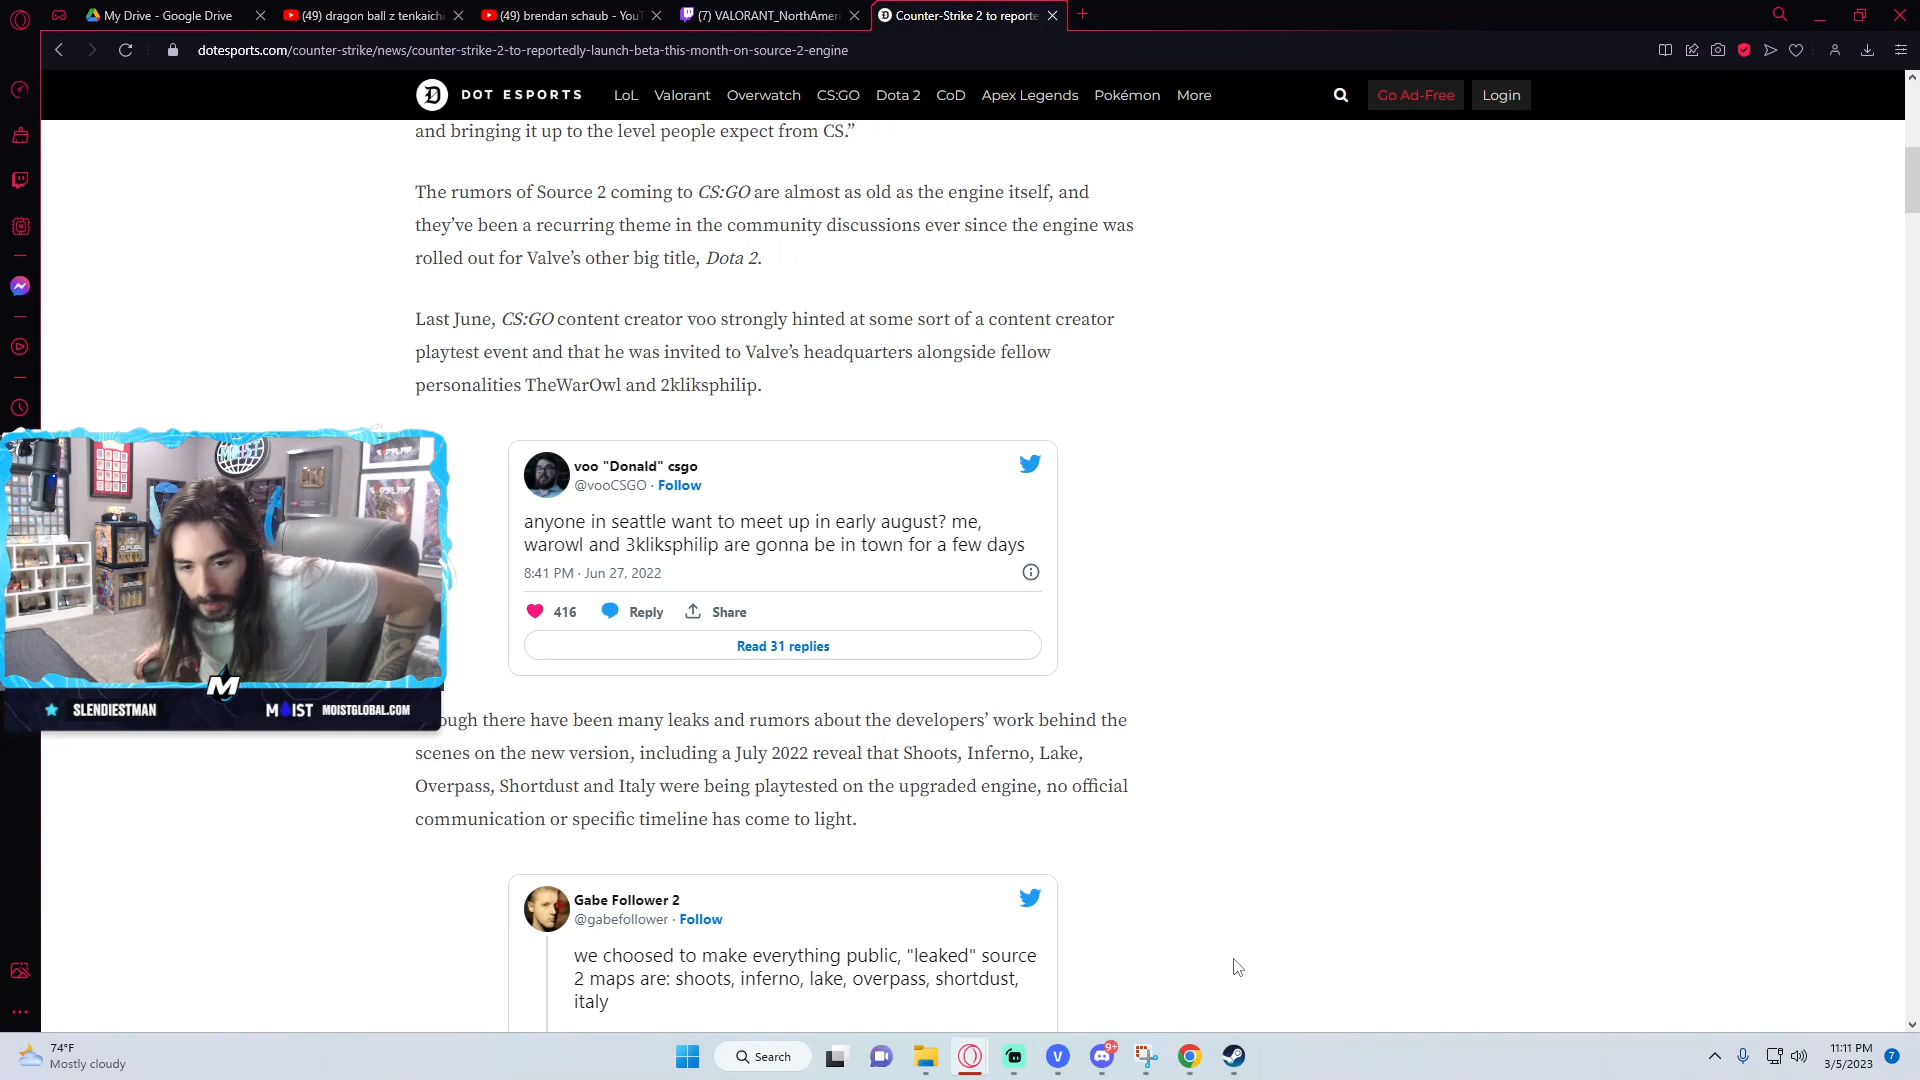 My Drive - Google Drive
(49) dragon ball z tenkaichi
(49) brendan schaub - You
(7) VALORANT_NorthAmeri
Counter-Strike 2 to reporte
dotesports.com/counter-strike/news/counter-strike-2-to-reportedly-launch-beta-this-month-on-source-2-engine
DOT ESPORTS
LoL
Valorant
Overwatch
CS:GO
Dota 2
CoD
Apex Legends
Pokémon
More
Go Ad-Free
Login
and bringing it up to the level people expect from CS.”
The rumors of Source 2 coming to CS:GO are almost as old as the engine itself, and
they’ve been a recurring theme in the community discussions ever since the engine was
rolled out for Valve’s other big title, Dota 2.
Last June, CS:GO content creator voo strongly hinted at some sort of a content creator
playtest event and that he was invited to Valve’s headquarters alongside fellow
personalities TheWarOwl and 2kliksphilip.
voo "Donald" csgo
@vooCSGO · Follow
anyone in seattle want to meet up in early august? me,
warowl and 3kliksphilip are gonna be in town for a few days
8:41 PM · Jun 27, 2022
416
Reply
Share
Read 31 replies
MOIST
M
SLENDIESTMAN
MOIST MOISTGLOBAL.COM
ough there have been many leaks and rumors about the developers’ work behind the
scenes on the new version, including a July 2022 reveal that Shoots, Inferno, Lake,
Overpass, Shortdust and Italy were being playtested on the upgraded engine, no official
communication or specific timeline has come to light.
Gabe Follower 2
@gabefollower · Follow
we choosed to make everything public, "leaked" source
2 maps are: shoots, inferno, lake, overpass, shortdust,
italy
74°F
Mostly cloudy
Search
9+
11:11 PM
3/5/2023
7